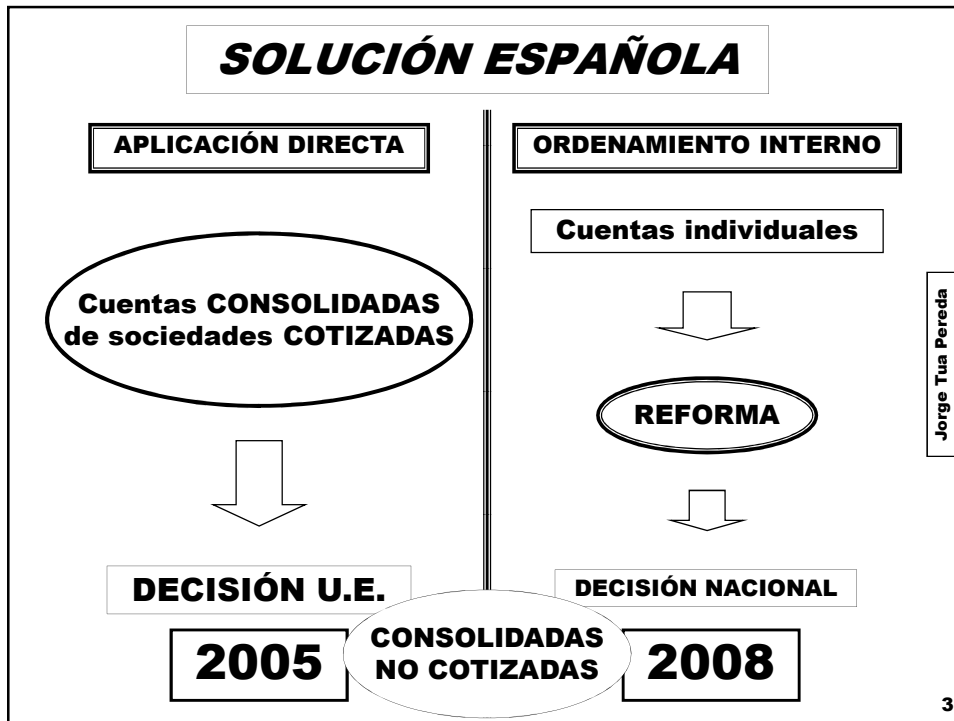 SOLUCIÓN ESPAÑOLA
APLICACIÓN DIRECTA
Cuentas CONSOLIDADAS
de sociedades COTIZADAS
DECISIÓN U.E.
2005
ORDENAMIENTO INTERNO
Cuentas individuales
REFORMA
DECISIÓN NACIONAL
2008
CONSOLIDADAS
NO COTIZADAS
Jorge Tua Pereda
3